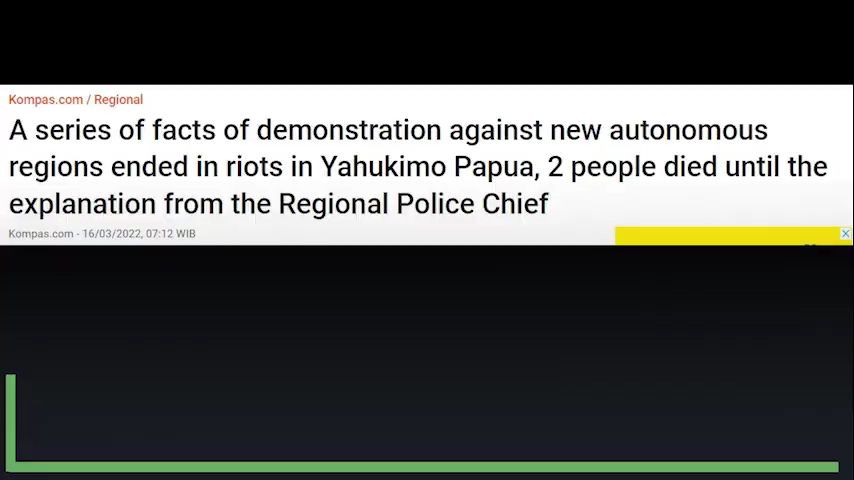 Kompas.com / Regional
A series of facts of demonstration against new autonomous
regions ended in riots in Yahukimo Papua, 2 people died until the
explanation from the Regional Police Chief
Kompas.com - 16/03/2022, 07:12 WIB